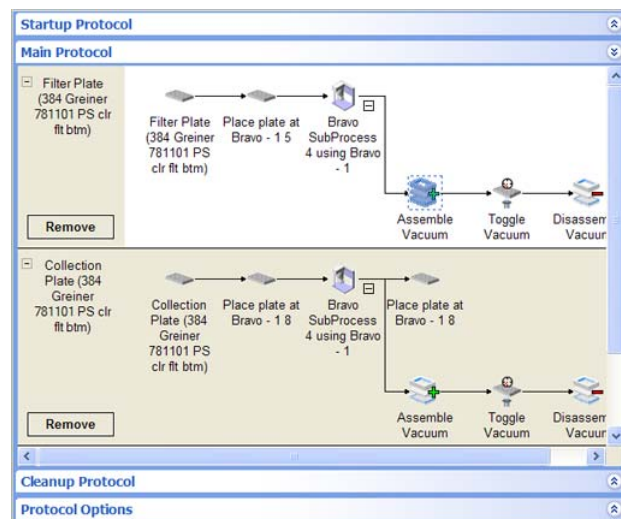 Startup Protocol
Main Protocol
Filter Plate
(384 Greiner
781101 PS clr
flt btm)
Remove
Filter Plate
(384 Greiner
781101 PS
clr flt btm)
Place plate at
Bravo - 1 5
Bravo
SubProcess
4 using Bravo
- 1
Assemble
Vacuum
Toggle
Vacuum
Disassem
Vacuur
Collection
Plate (384
Greiner
781101 PS clr
flt btm)
Remove
Collection
Plate (384
Greiner
781101 PS
clr flt btm)
Place plate at
Bravo - 1 8
Bravo
SubProcess
4 using Bravo
- 1
Place plate at
Bravo - 1 8
Assemble
Vacuum
Toggle
Vacuum
Disassem
Vacuur
Cleanup Protocol
Protocol Options